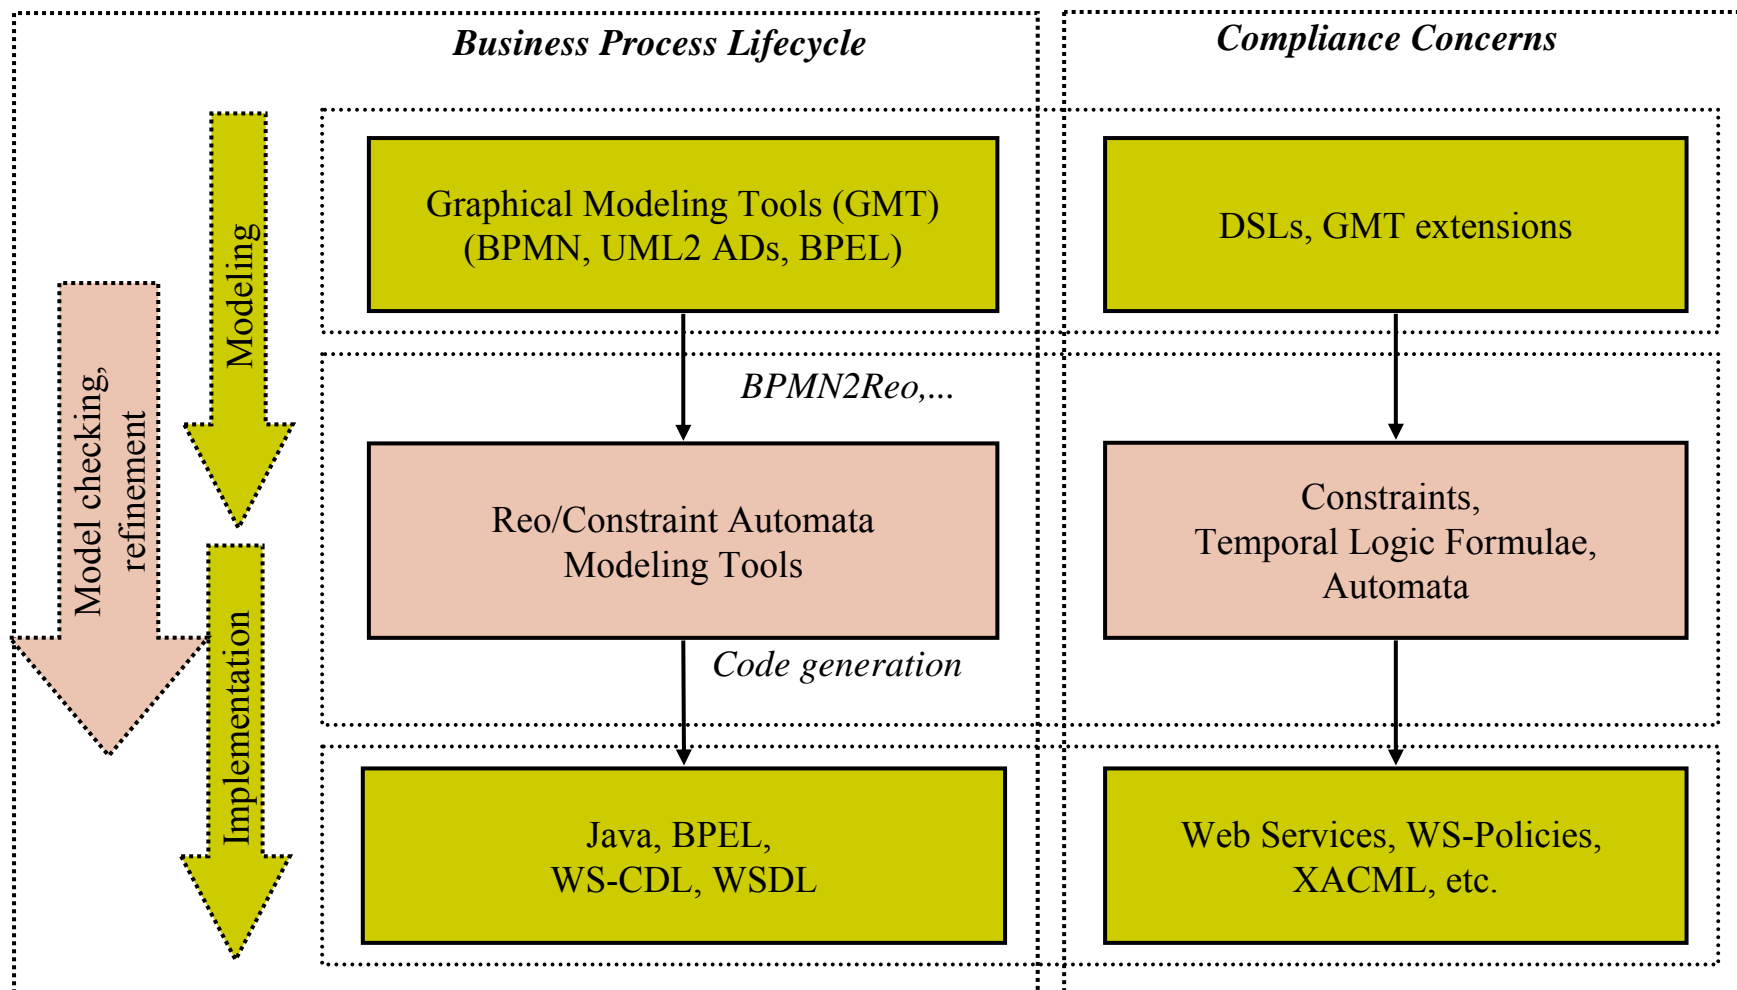 Business Process Lifecycle
Compliance Concerns
Modeling
Model checking,
refinement
Implementation
Graphical Modeling Tools (GMT)
(BPMN, UML2 ADs, BPEL)
DSLs, GMT extensions
BPMN2Reo,...
Reo/Constraint Automata
Modeling Tools
Constraints,
Temporal Logic Formulae,
Automata
Code generation
Java, BPEL,
WS-CDL, WSDL
Web Services, WS-Policies,
XACML, etc.